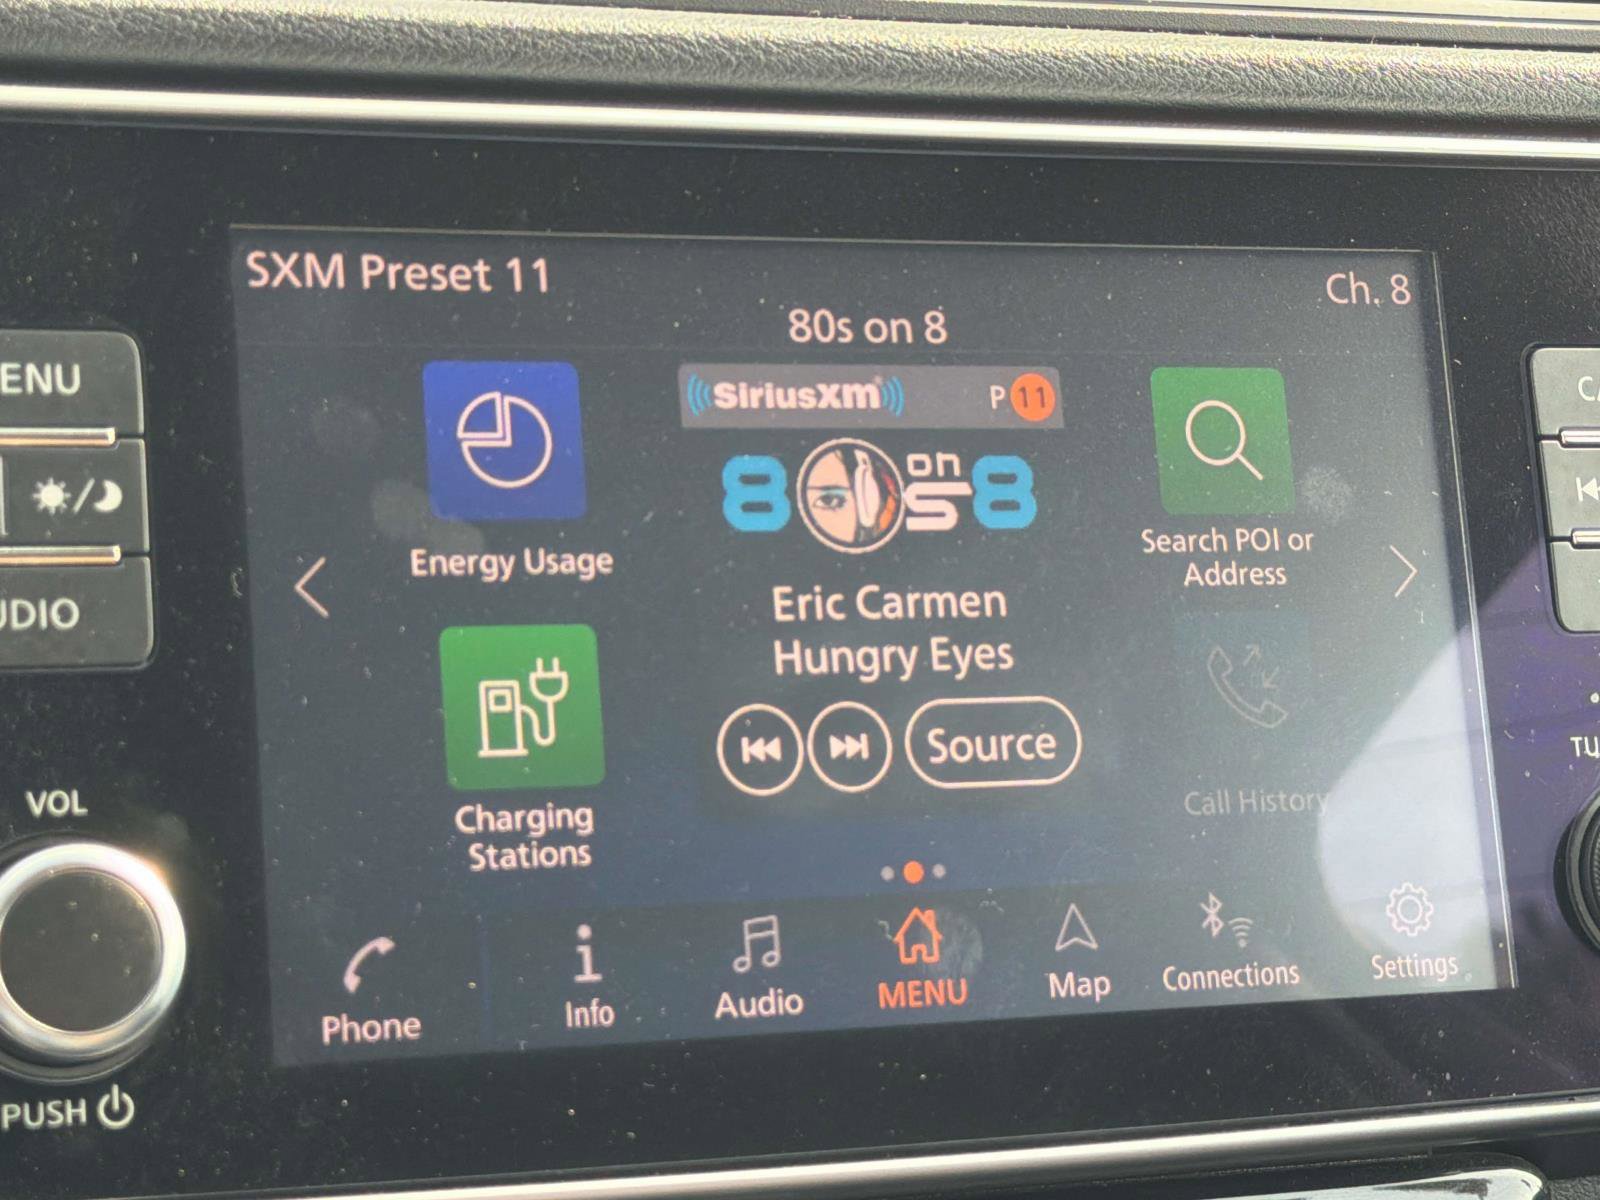 SXM Preset 11
Ch. 8
80s on 8
ENU
((( SiriusXm )))
P 11
80s on 8
Energy Usage
Search POI or
Address
UDIO
Eric Carmen
Hungry Eyes
Source
Charging
Stations
Call History
VOL
TU
Phone
Info
Audio
MENU
Map
Connections
Settings
PUSH